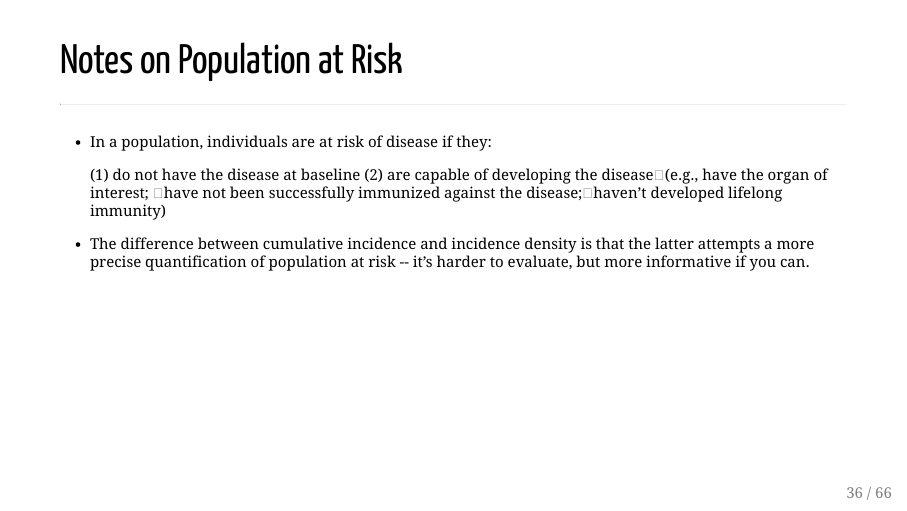 Notes on Population at Risk
• In a population, individuals are at risk of disease if they:
(1) do not have the disease at baseline (2) are capable of developing the disease□(e.g., have the organ of
interest; □have not been successfully immunized against the disease;□haven’t developed lifelong
immunity)
• The difference between cumulative incidence and incidence density is that the latter attempts a more
precise quantification of population at risk -- it’s harder to evaluate, but more informative if you can.
36 / 66